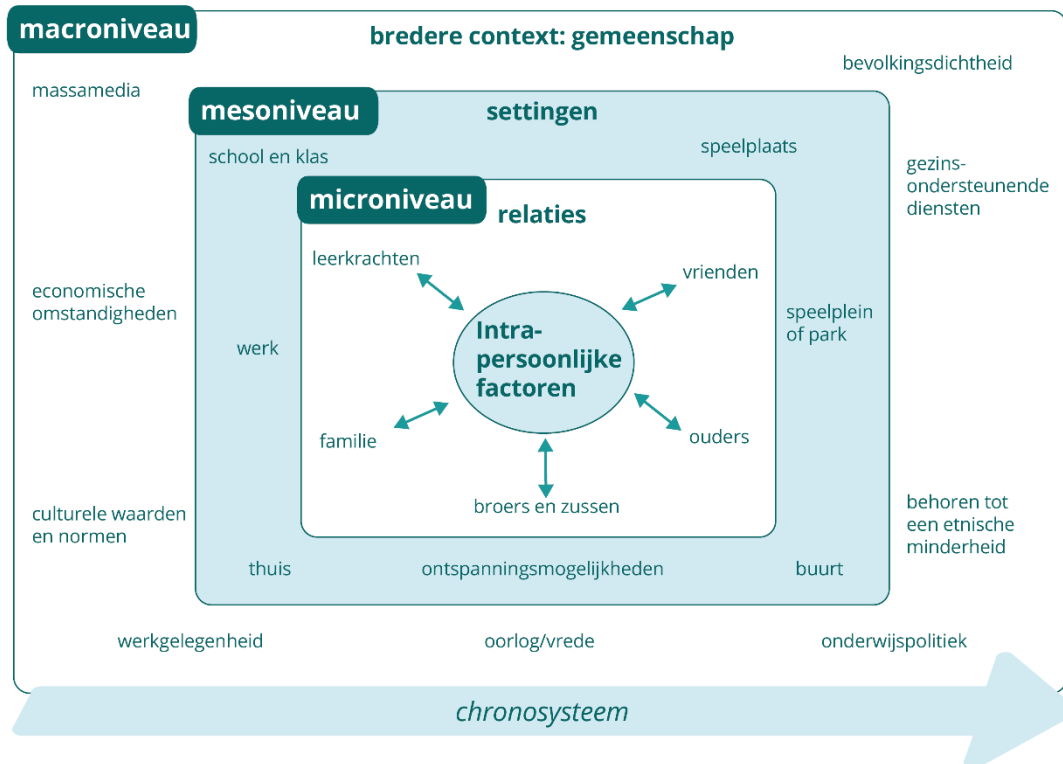 macroniveau
bredere context: gemeenschap
bevolkingsdichtheid
massamedia
mesoniveau
settingen
school en klas
speelplaats
gezins-
ondersteunende
diensten
microniveau
relaties
leerkrachten
vrienden
economische
omstandigheden
werk
Intra-
persoonlijke
factoren
speelplein
of park
familie
ouders
broers en zussen
culturele waarden
en normen
behoren tot
een etnische
minderheid
thuis
ontspanningsmogelijkheden
buurt
werkgelegenheid
oorlog/vrede
onderwijspolitiek
chronosysteem